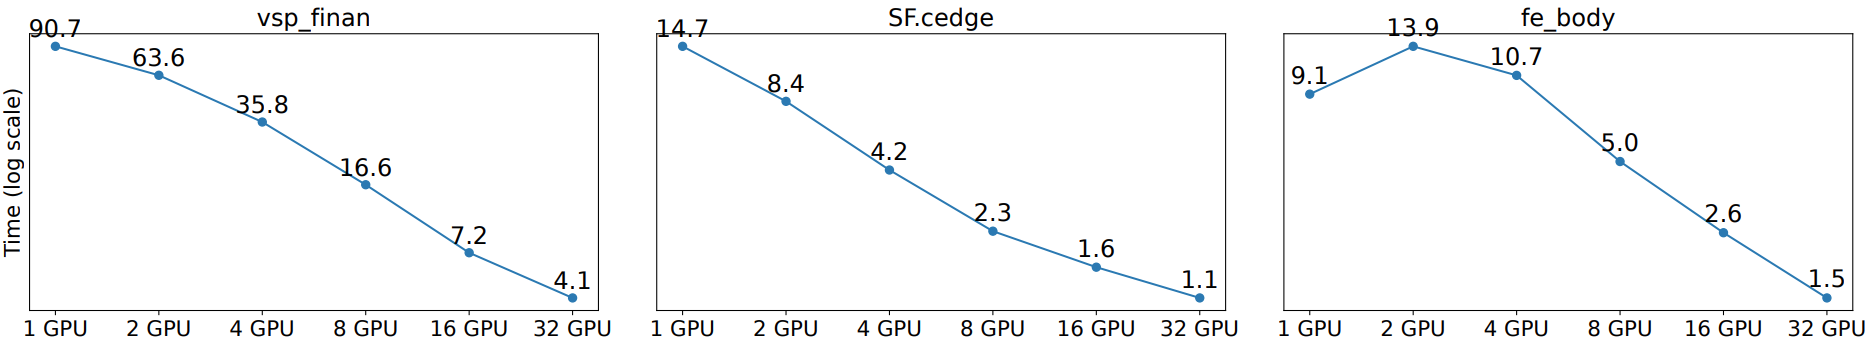 vsp_finan
90.7
63.6
35.8
16.6
7.2
4.1
Time (log scale)
1 GPU 2 GPU 4 GPU 8 GPU 16 GPU 32 GPU
SF.cedge
14.7
8.4
4.2
2.3
1.6
1.1
1 GPU 2 GPU 4 GPU 8 GPU 16 GPU 32 GPU
fe_body
9.1
13.9
10.7
5.0
2.6
1.5
1 GPU 2 GPU 4 GPU 8 GPU 16 GPU 32 GPU